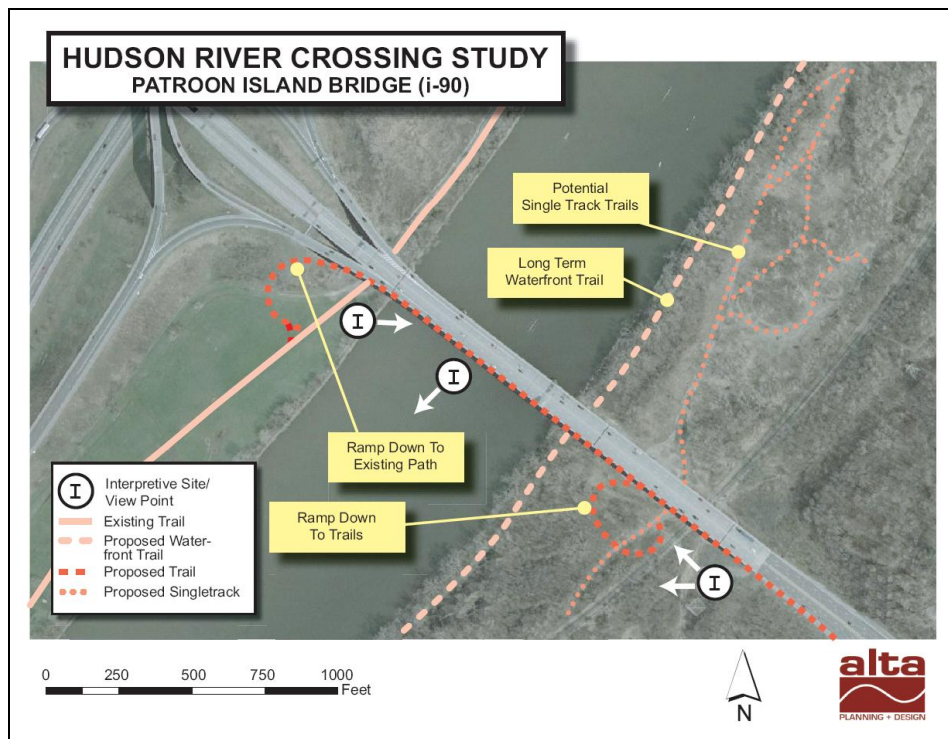 HUDSON RIVER CROSSING STUDY
PATROON ISLAND BRIDGE (i-90)
Potential
Single Track Trails
Long Term
Waterfront Trail
I
I
Ramp Down To
Existing Path
Ramp Down
To Trails
I
I
Interpretive Site/
View Point
Existing Trail
Proposed Water-
front Trail
Proposed Trail
Proposed Singletrack
0 250 500 750 1000
Feet
N
alta
PLANNING + DESIGN